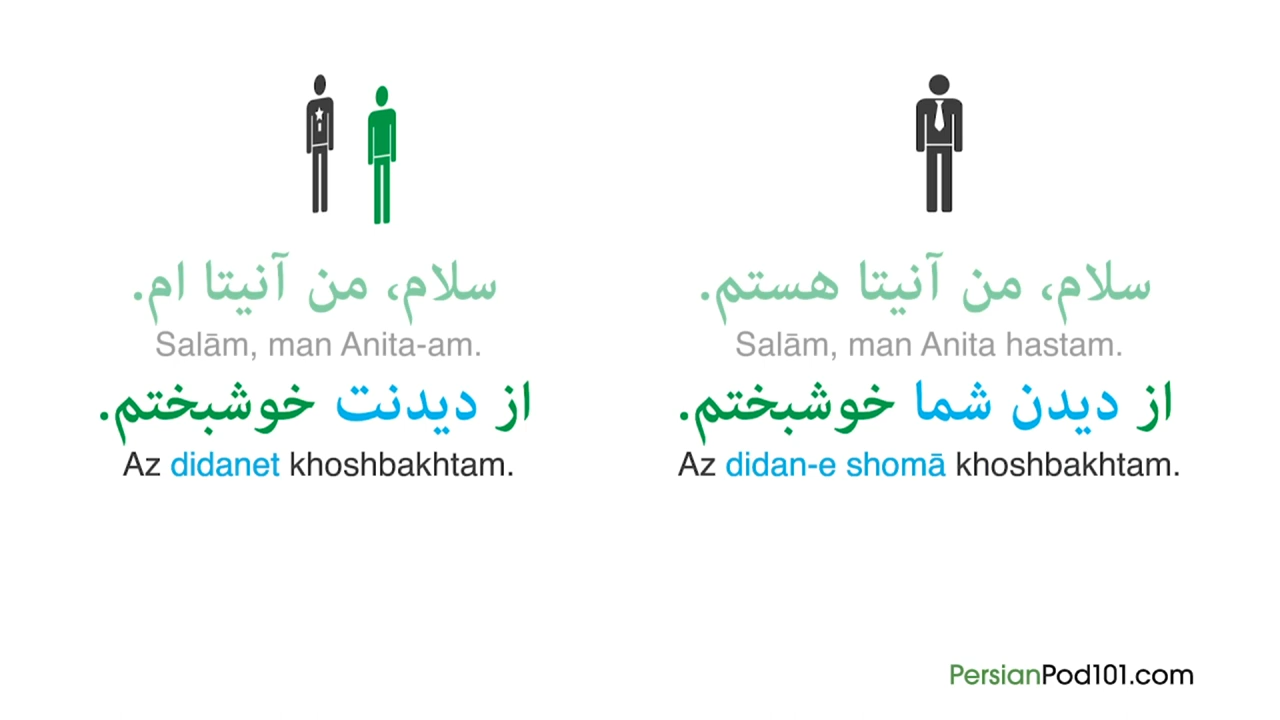 سلام، من آنیتا ام.
Salām, man Anita-am.
از دیدنت خوشبختم.
Az didanet khoshbakhtam.
سلام، من آنیتا هستم.
Salām, man Anita hastam.
از دیدن شما خوشبختم.
Az didan-e shomā khoshbakhtam.
PersianPod101.com